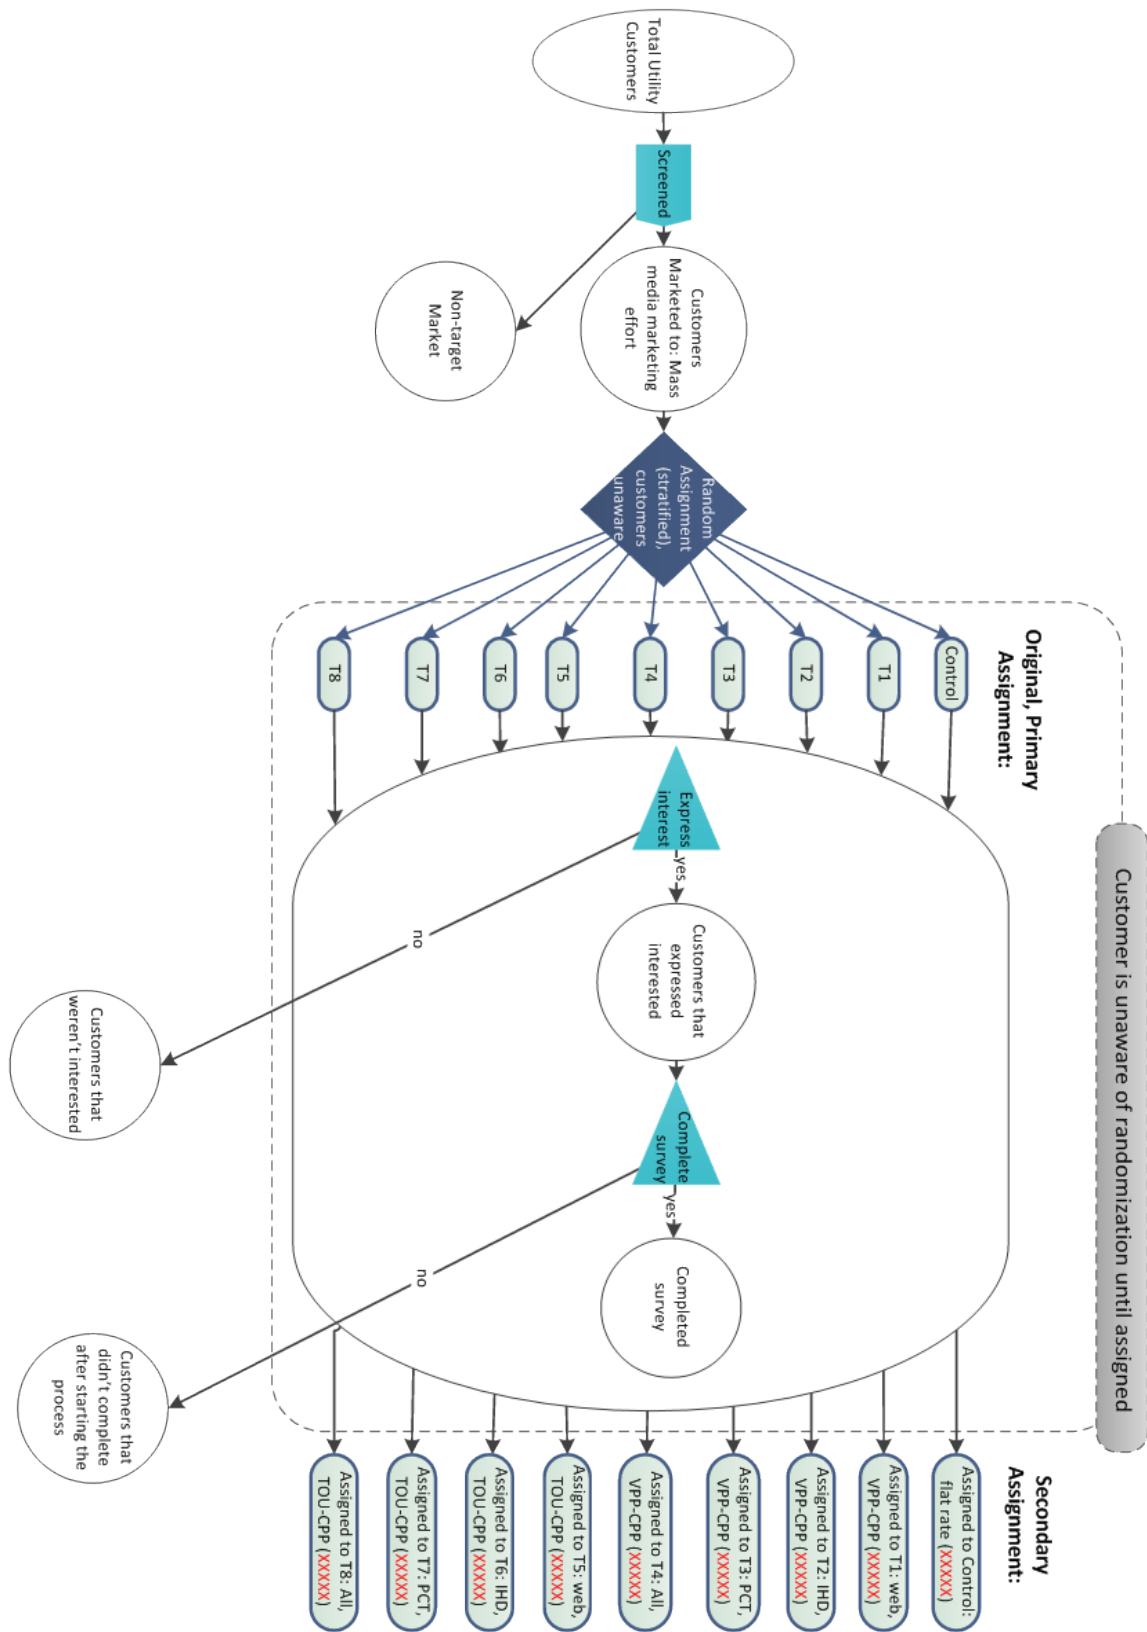 Total Utility
Customers
Screened
Customers
Marketed to: Mass
media marketing
effort
Non-target
Market
Random
Assignment
(stratified),
customers
unaware
Customer is unaware of randomization until assigned
Original, Primary
Assignment:
Control
T1
T2
T3
T4
T5
T6
T7
T8
Express
interest
yes
no
Customers that
expressed
interested
Customers that
weren't interested
Complete
survey
yes
no
Completed
survey
Customers that
didn't complete
after starting the
process
Secondary
Assignment:
Assigned to Control:
flat rate (XXXXX)
Assigned to T1: web,
VPP-CPP (XXXXX)
Assigned to T2: IHD,
VPP-CPP (XXXXX)
Assigned to T3: PCT,
VPP-CPP (XXXXX)
Assigned to T4: All,
VPP-CPP (XXXXX)
Assigned to T5: web,
TOU-CPP (XXXXX)
Assigned to T6: IHD,
TOU-CPP (XXXXX)
Assigned to T7: PCT,
TOU-CPP (XXXXX)
Assigned to T8: All,
TOU-CPP (XXXXX)